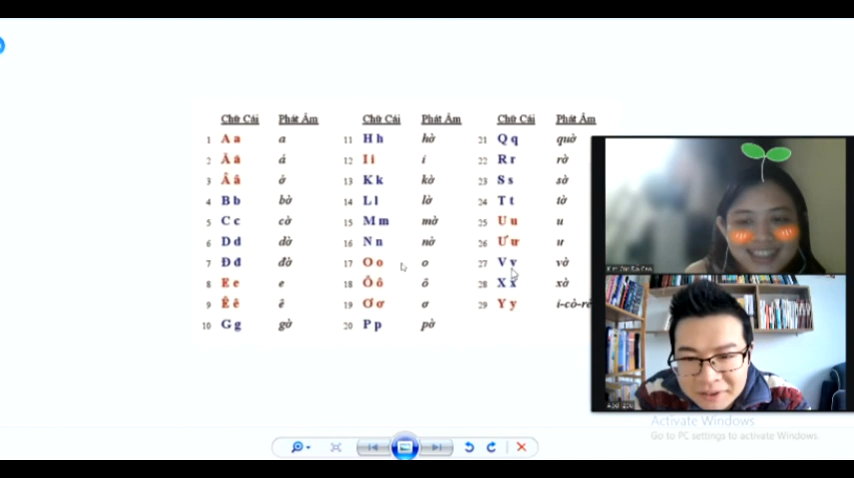 Chữ Cái Phát Âm Chữ Cái Phát Âm Chữ Cái Phát Âm
1 A a a 11 H h hờ 21 Q q quờ
2 Ă ă á 12 I i i 22 R r rờ
3 Â â ớ 13 K k kờ 23 S s sờ
4 B b bờ 14 L l lờ 24 T t tờ
5 C c cờ 15 M m mờ 25 U u u
6 D d dờ 16 N n nờ 26 Ư ư ư
7 Đ đ đờ 17 O o o 27 V v vờ
8 E e e 18 Ô ô ô 28 X x xờ
9 Ê ê ê 19 Ơ ơ ơ 29 Y y
10 G g gờ 20 P p pờ
Activate Windows
Go to PC settings to activate Windows.